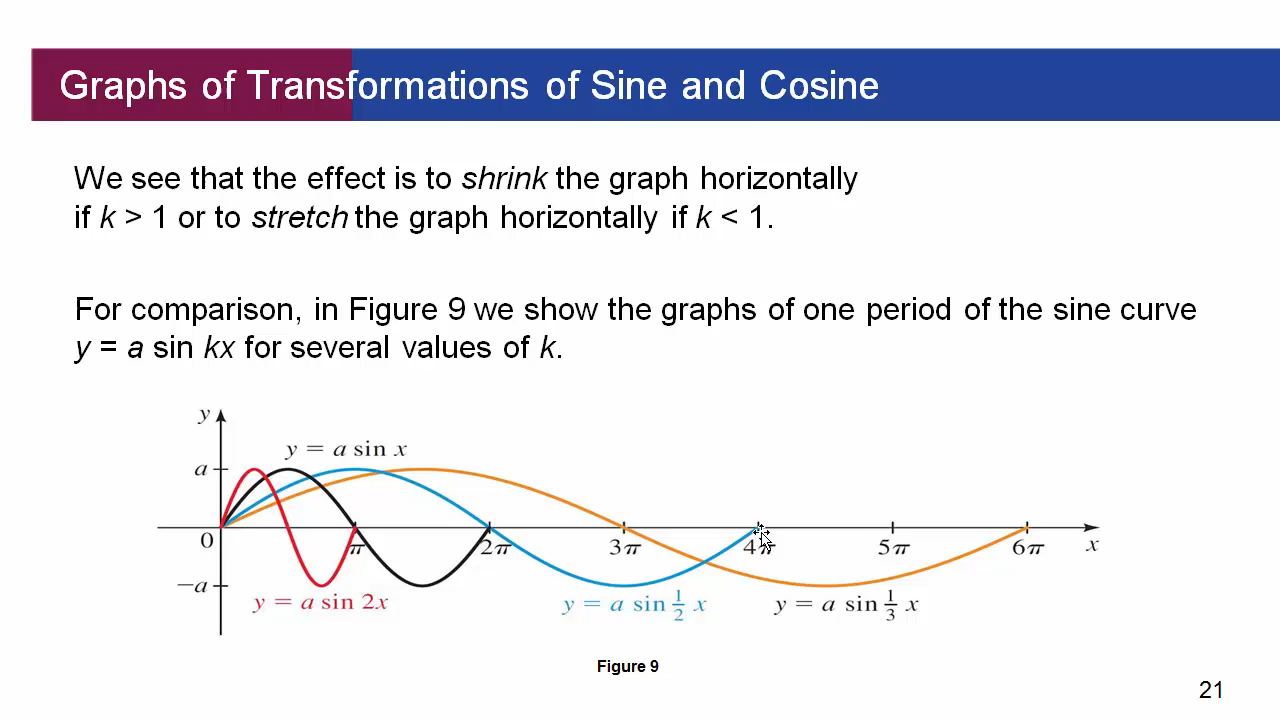 Graphs of Transformations of Sine and Cosine
We see that the effect is to shrink the graph horizontally
if k > 1 or to stretch the graph horizontally if k < 1.
For comparison, in Figure 9 we show the graphs of one period of the sine curve
y = a sin kx for several values of k.
y
y = a sin x
a
0
π 2π 3π 4π 5π 6π x
−a
y = a sin 2x
y = a sin 1/2 x
y = a sin 1/3 x
Figure 9
21